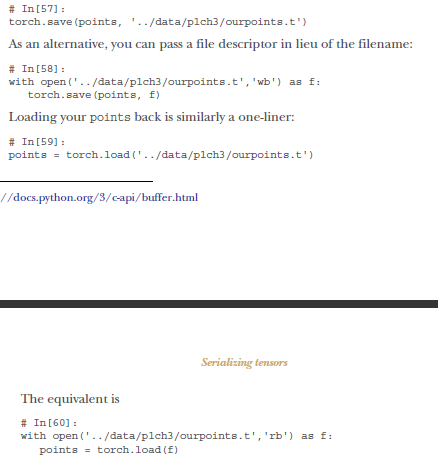 # In[57]:
torch.save(points, '../data/p1ch3/ourpoints.t')
As an alternative, you can pass a file descriptor in lieu of the filename:
# In[58]:
with open('../data/p1ch3/ourpoints.t','wb') as f:
   torch.save(points, f)
Loading your points back is similarly a one-liner:
# In[59]:
points = torch.load('../data/p1ch3/ourpoints.t')
//docs.python.org/3/c-api/buffer.html
Serializing tensors
The equivalent is
# In[60]:
with open('../data/p1ch3/ourpoints.t','rb') as f:
   points = torch.load(f)